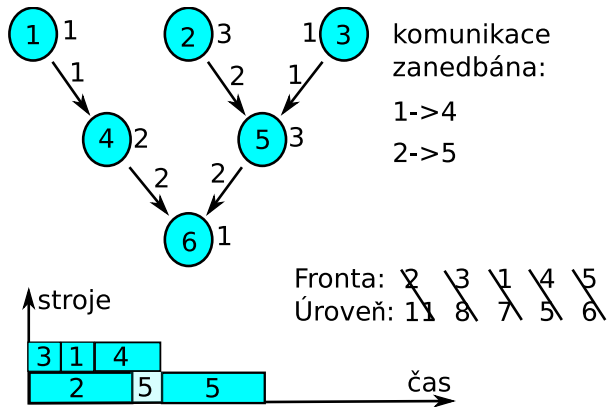 1 1 2 3 1 3 komunikace
zanedbána:
1 2 1
1->4
4 2 5 3
2->5
2 2
6 1
Fronta: 2 3 1 4 5
Úroveň: 11 8 7 5 6
stroje
3 1 4
2 5 5
čas